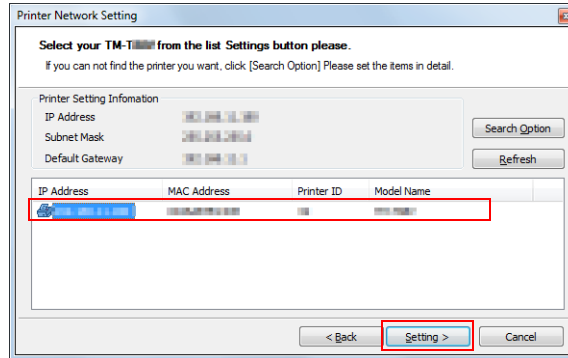 Printer Network Setting
Select your TM-T from the list Settings button please.
If you can not find the printer you want, click [Search Option] Please set the items in detail.
Printer Setting Infomation
IP Address
Subnet Mask
Default Gateway
Search Option
Refresh
IP Address MAC Address Printer ID Model Name
< Back Setting > Cancel